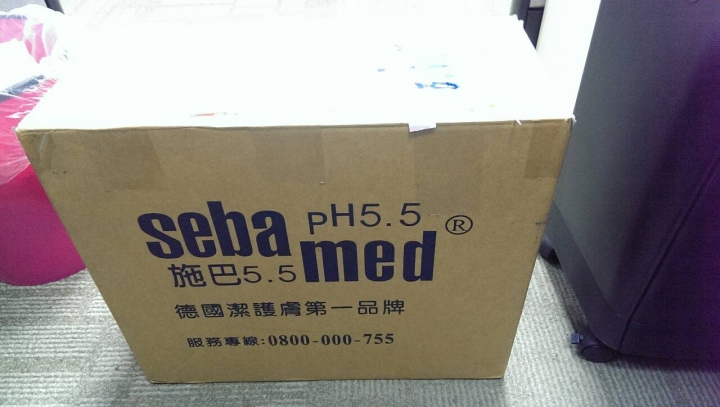 seba pH5.5 ®
施巴5.5 med
德國潔護膚第一品牌
服務專線:0800-000-755